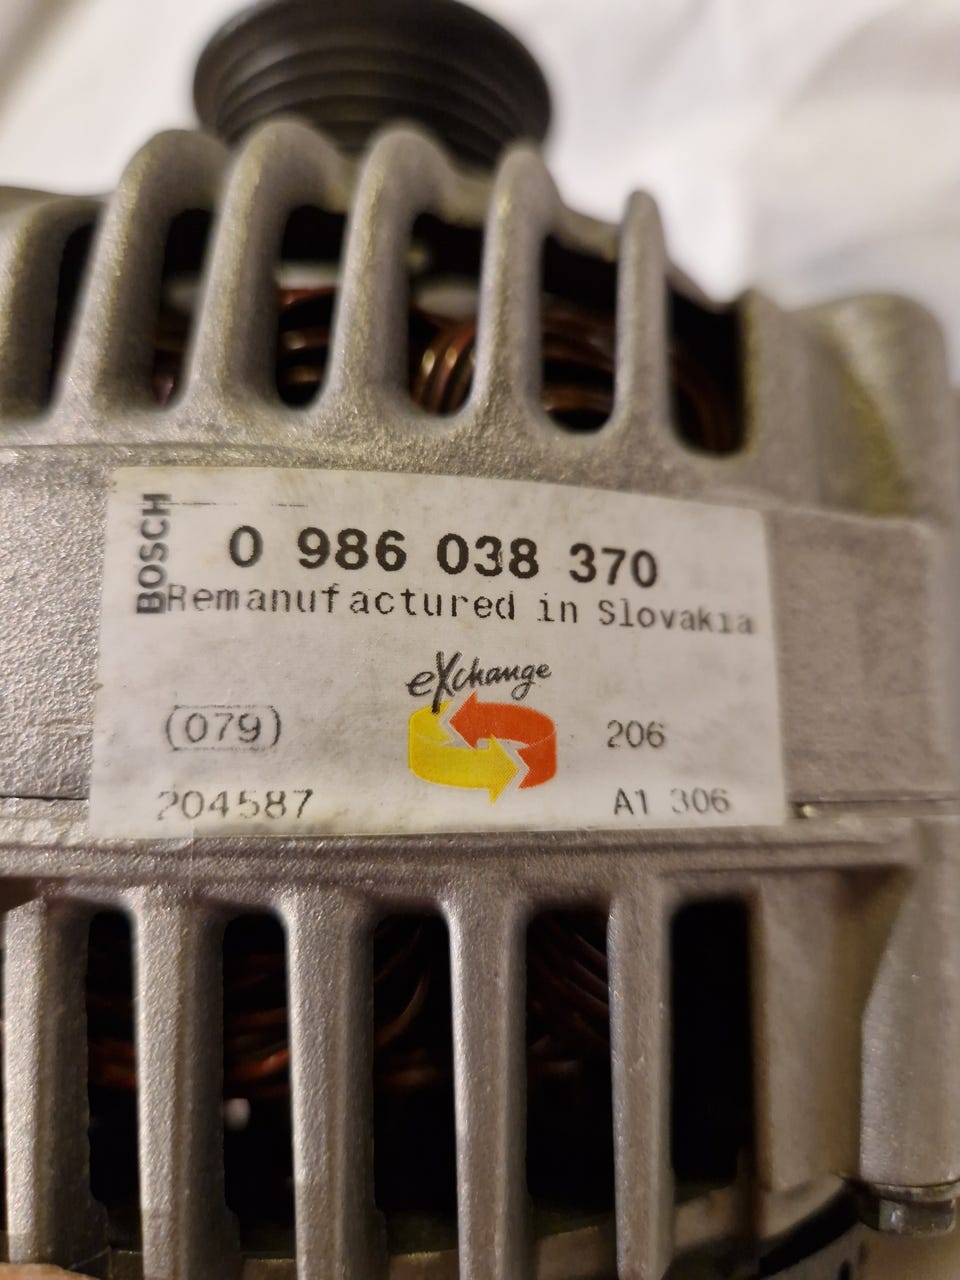 BOSCH
0 986 038 370
Remanufactured in Slovakia
eXchange
(079)
206
204587
A1 306